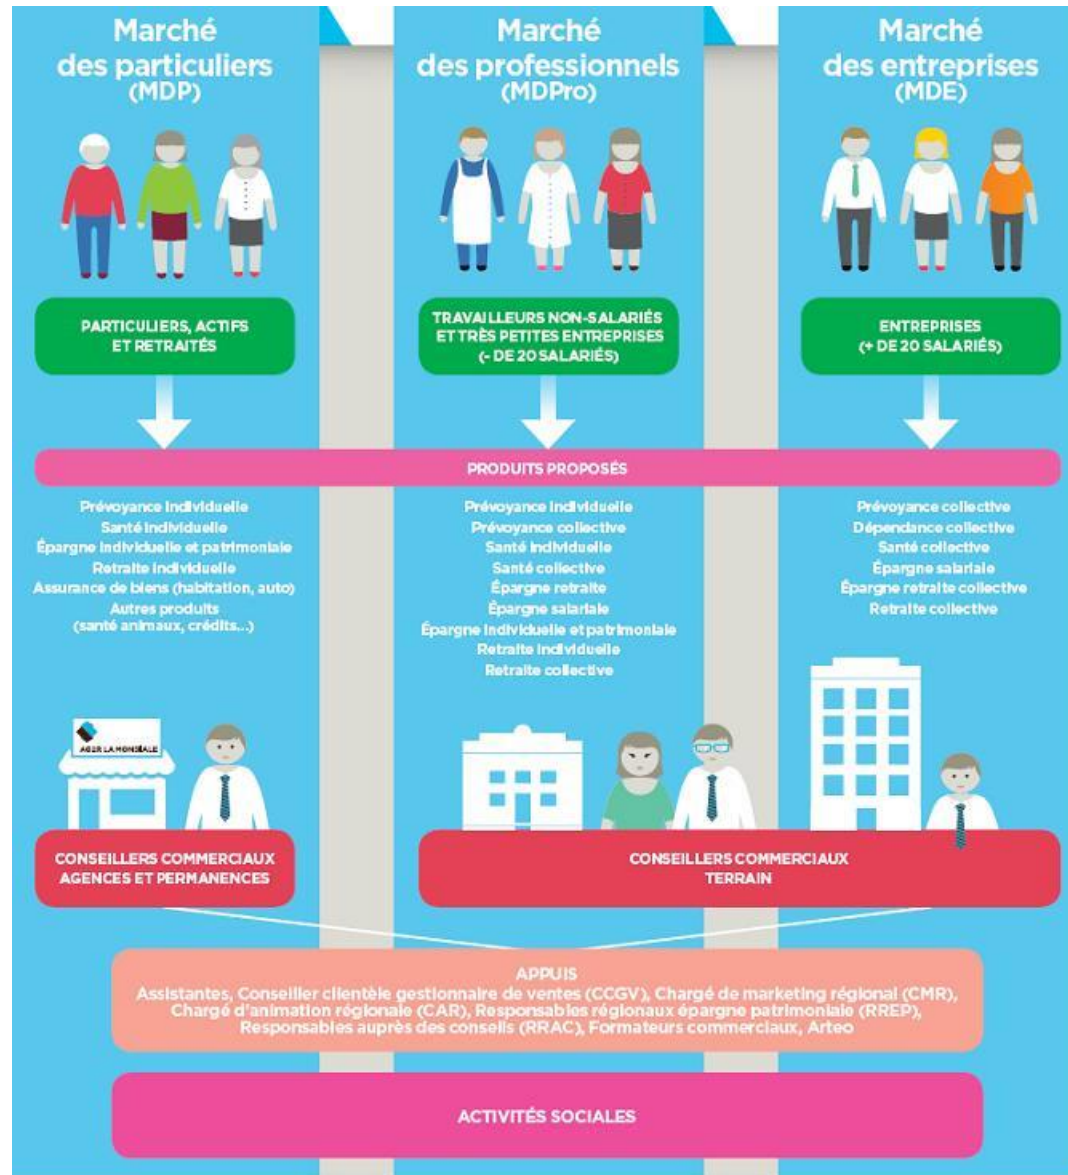 Marché
des particuliers
(MDP)
Marché
des professionnels
(MDPro)
Marché
des entreprises
(MDE)
PARTICULIERS, ACTIFS
ET RETRAITÉS
TRAVAILLEURS NON-SALARIÉS
ET TRÈS PETITES ENTREPRISES
(- DE 20 SALARIÉS)
ENTREPRISES
(+ DE 20 SALARIÉS)
PRODUITS PROPOSÉS
Prévoyance individuelle
Santé individuelle
Épargne individuelle et patrimoniale
Retraite individuelle
Assurance de biens (habitation, auto)
Autres produits
(santé animaux, crédits...)
Prévoyance individuelle
Prévoyance collective
Santé individuelle
Santé collective
Épargne retraite
Épargne salariale
Épargne individuelle et patrimoniale
Retraite individuelle
Retraite collective
Prévoyance collective
Dépendance collective
Santé collective
Épargne salariale
Épargne retraite collective
Retraite collective
AG2R LA MONDIALE
CONSEILLERS COMMERCIAUX
AGENCES ET PERMANENCES
CONSEILLERS COMMERCIAUX
TERRAIN
APPUIS
Assistantes, Conseiller clientèle gestionnaire de ventes (CCGV), Chargé de marketing régional (CMR),
Chargé d'animation régionale (CAR), Responsables régionaux épargne patrimoniale (RREP),
Responsables auprès des conseils (RRAC), Formateurs commerciaux, Arteo
ACTIVITÉS SOCIALES